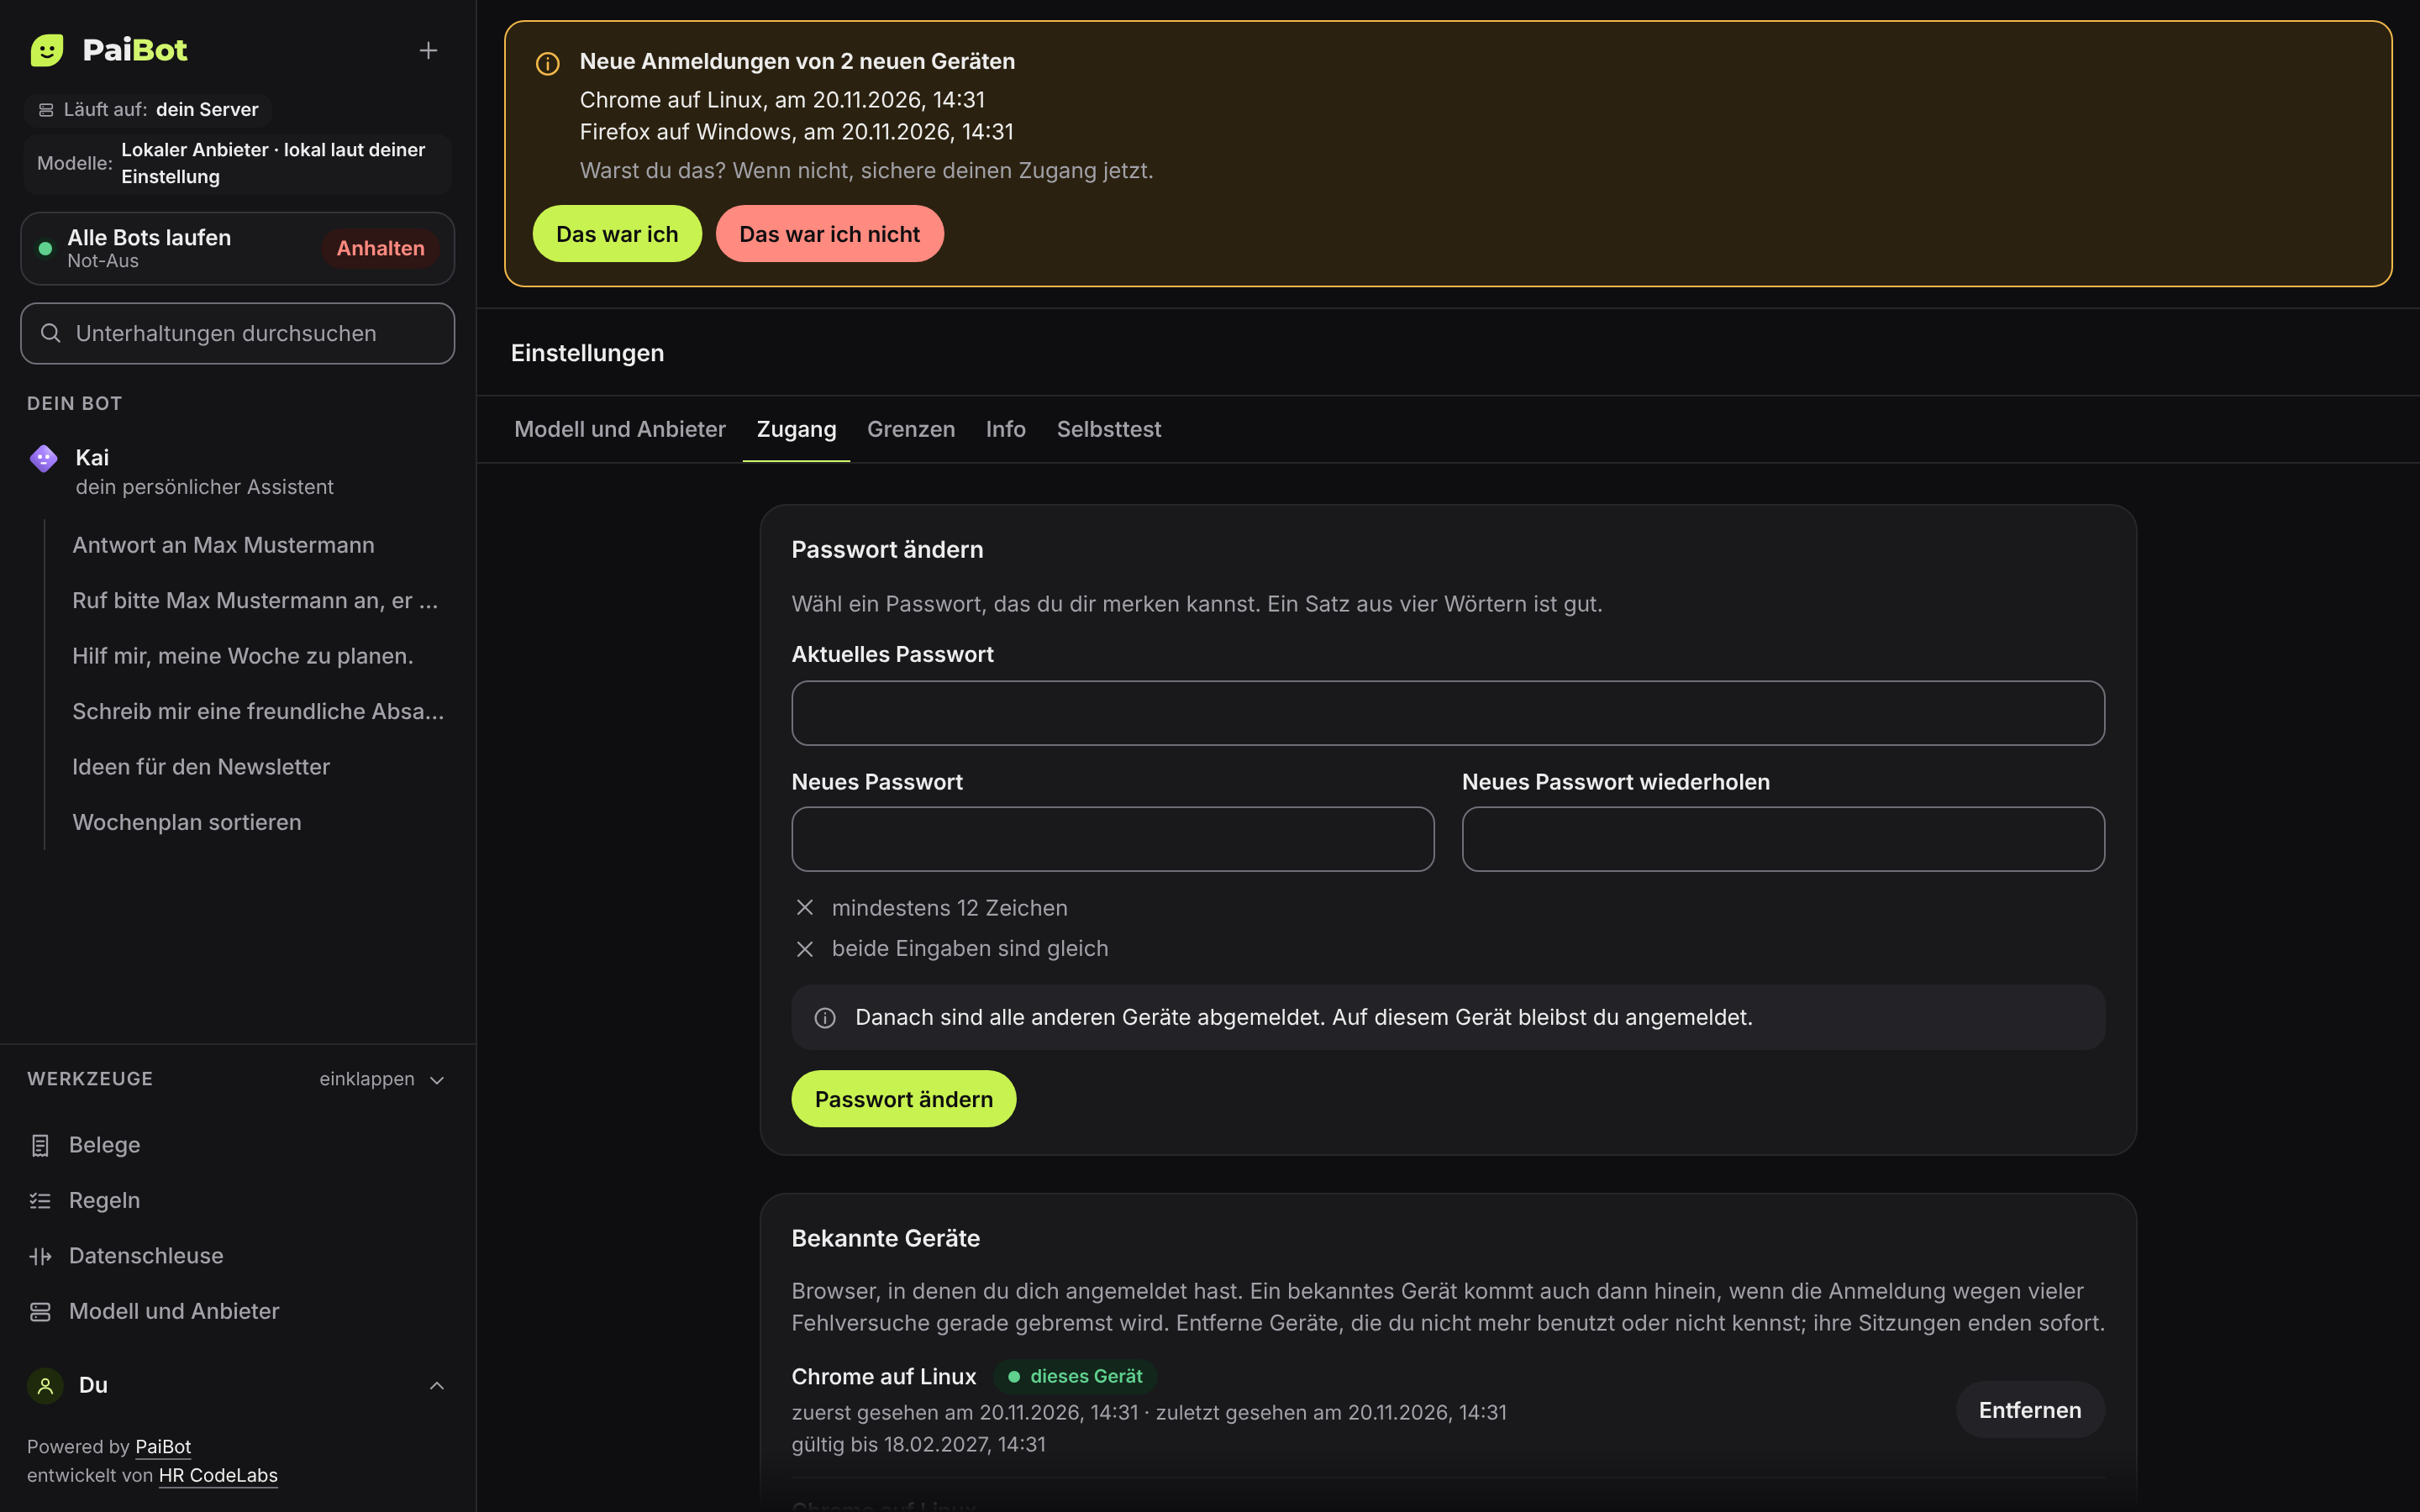 PaiBot
Läuft auf: dein Server
Modelle: Lokaler Anbieter · lokal laut deiner
Einstellung
Alle Bots laufen
Not-Aus
Anhalten
Unterhaltungen durchsuchen
DEIN BOT
Kai
dein persönlicher Assistent
Antwort an Max Mustermann
Ruf bitte Max Mustermann an, er ...
Hilf mir, meine Woche zu planen.
Schreib mir eine freundliche Absa...
Ideen für den Newsletter
Wochenplan sortieren
WERKZEUGE
einklappen
Belege
Regeln
Datenschleuse
Modell und Anbieter
Du
Powered by PaiBot
entwickelt von HR CodeLabs
Neue Anmeldungen von 2 neuen Geräten
Chrome auf Linux, am 20.11.2026, 14:31
Firefox auf Windows, am 20.11.2026, 14:31
Warst du das? Wenn nicht, sichere deinen Zugang jetzt.
Das war ich
Das war ich nicht
Einstellungen
Modell und Anbieter
Zugang
Grenzen
Info
Selbsttest
Passwort ändern
Wähl ein Passwort, das du dir merken kannst. Ein Satz aus vier Wörtern ist gut.
Aktuelles Passwort
Neues Passwort
Neues Passwort wiederholen
mindestens 12 Zeichen
beide Eingaben sind gleich
Danach sind alle anderen Geräte abgemeldet. Auf diesem Gerät bleibst du angemeldet.
Passwort ändern
Bekannte Geräte
Browser, in denen du dich angemeldet hast. Ein bekanntes Gerät kommt auch dann hinein, wenn die Anmeldung wegen vieler
Fehlversuche gerade gebremst wird. Entferne Geräte, die du nicht mehr benutzt oder nicht kennst; ihre Sitzungen enden sofort.
Chrome auf Linux
dieses Gerät
zuerst gesehen am 20.11.2026, 14:31 · zuletzt gesehen am 20.11.2026, 14:31
gültig bis 18.02.2027, 14:31
Entfernen
Chrome auf Linux